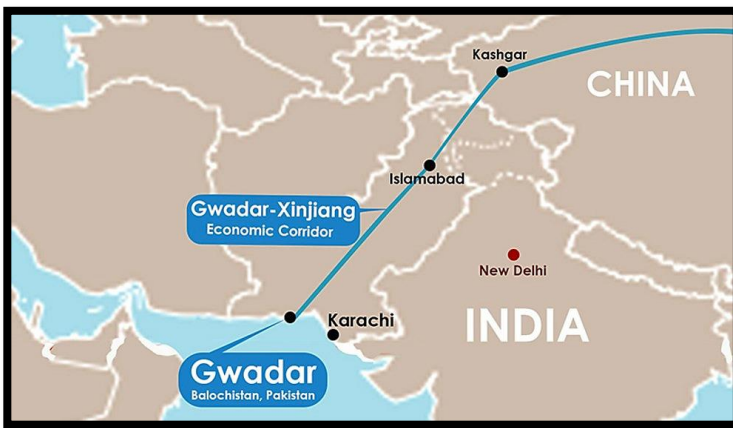 Kashgar
CHINA
Islamabad
Gwadar-Xinjiang
Economic Corridor
New Delhi
Karachi
INDIA
Gwadar
Balochistan, Pakistan